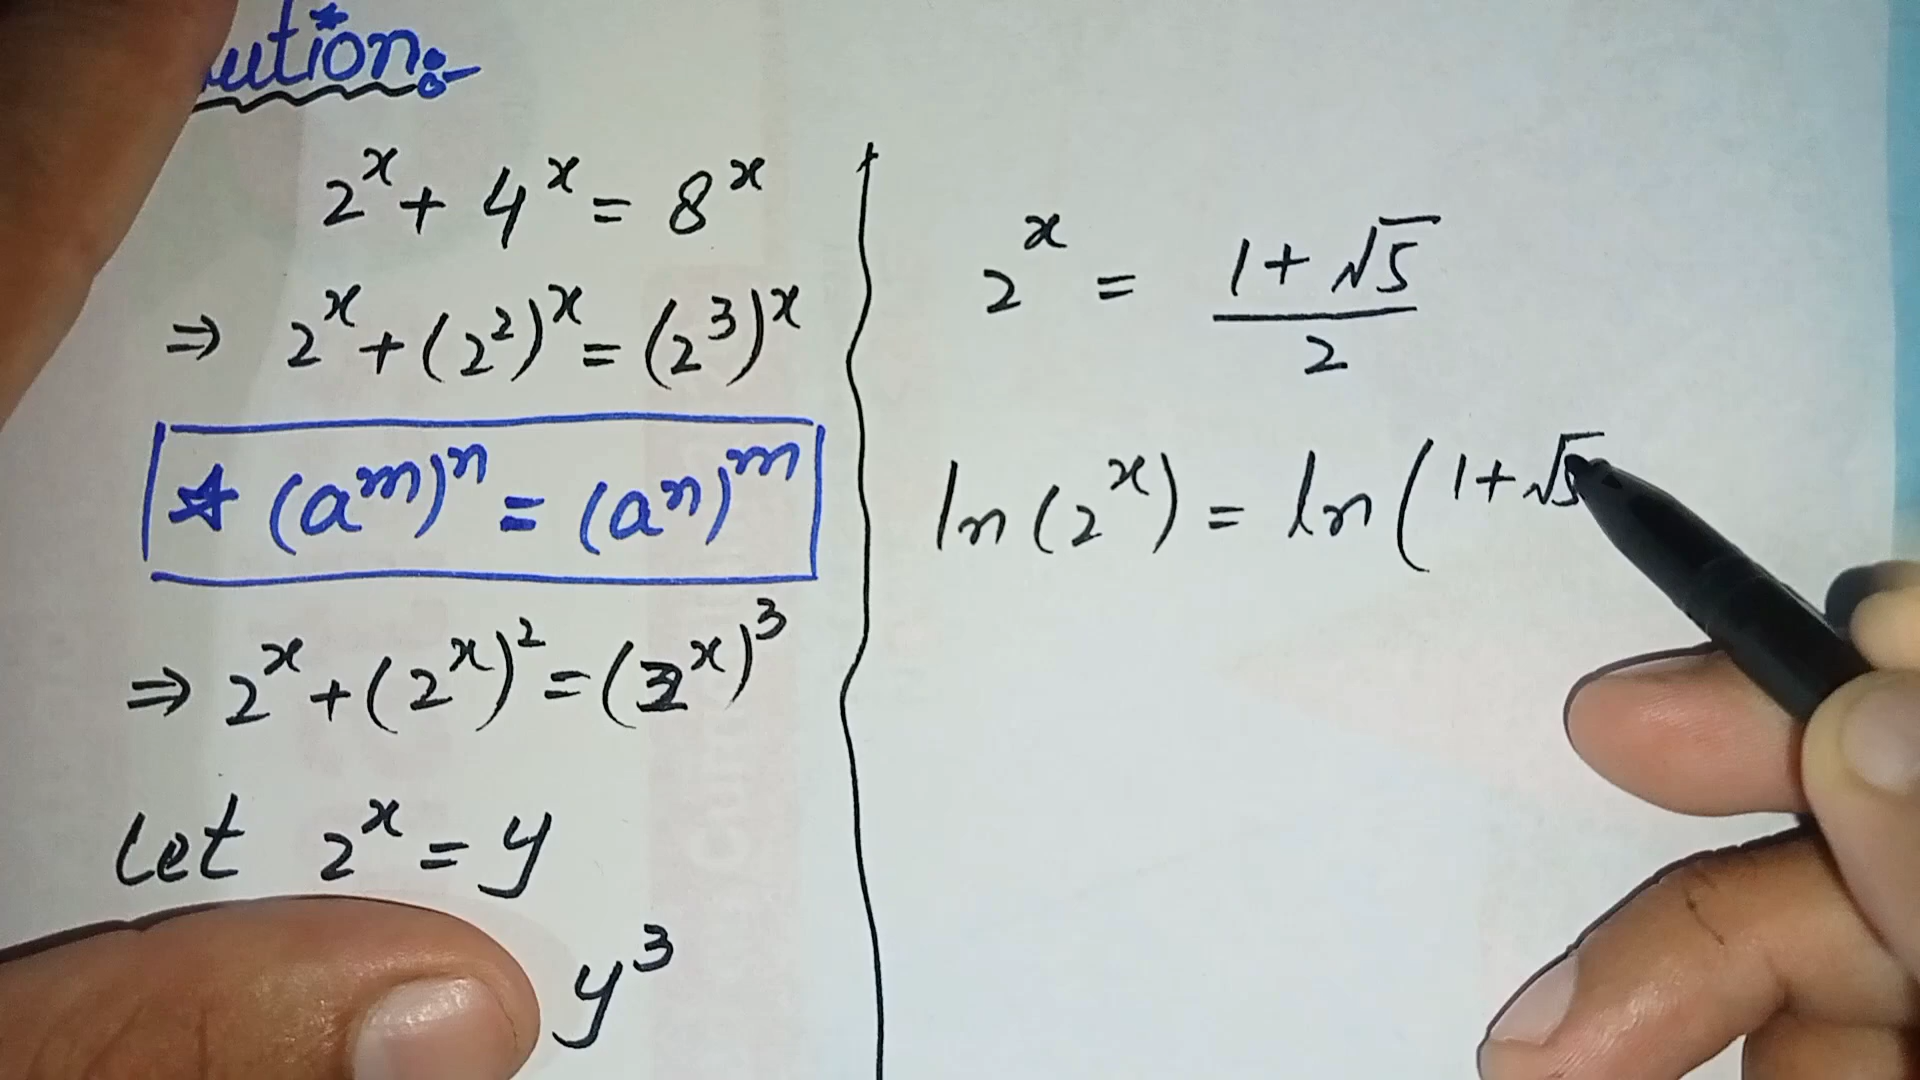 ution:-
2^x + 4^x = 8^x
⇒ 2^x + (2^2)^x = (2^3)^x
☆ (a^m)^n = (a^n)^m
⇒ 2^x + (2^x)^2 = (2^x)^3
Let 2^x = y
y^3
2^x = (1 + √5)/2
ln(2^x) = ln(1 + √5